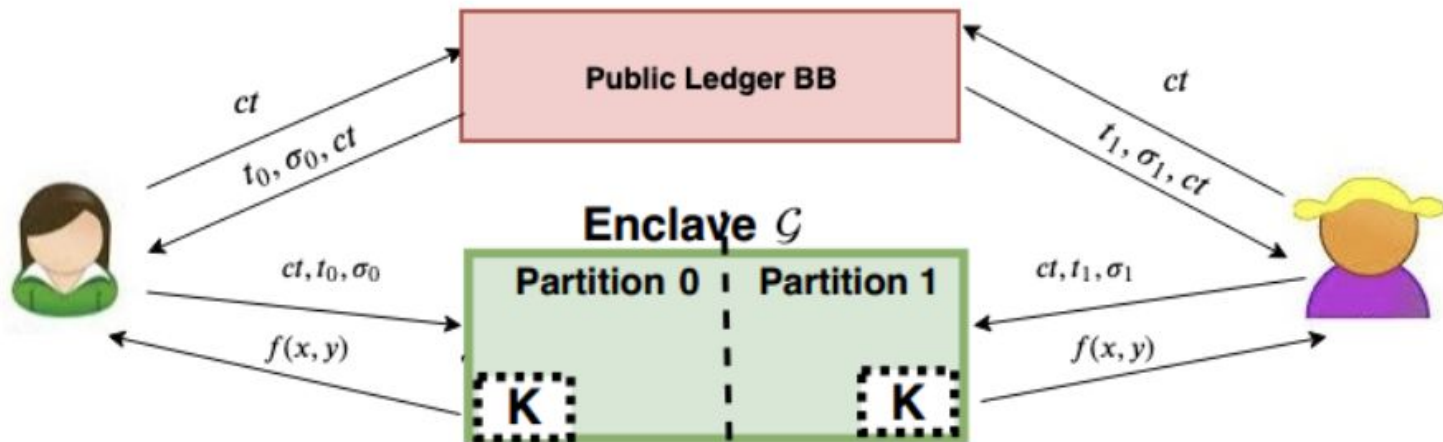 Public Ledger BB
ct
ct
t₀, σ₀, ct
t₁, σ₁, ct
Enclave 𝒢
Partition 0
Partition 1
ct, t₀, σ₀
ct, t₁, σ₁
f(x, y)
f(x, y)
K
K